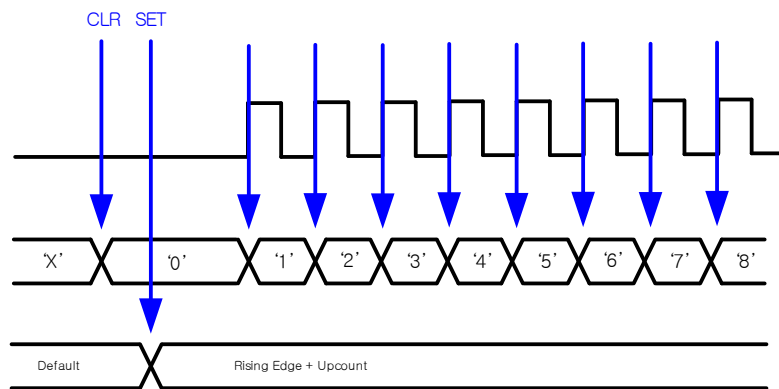 CLR SET
‘X’ ‘0’ ‘1’ ‘2’ ‘3’ ‘4’ ‘5’ ‘6’ ‘7’ ‘8’
Default Rising Edge + Upcount